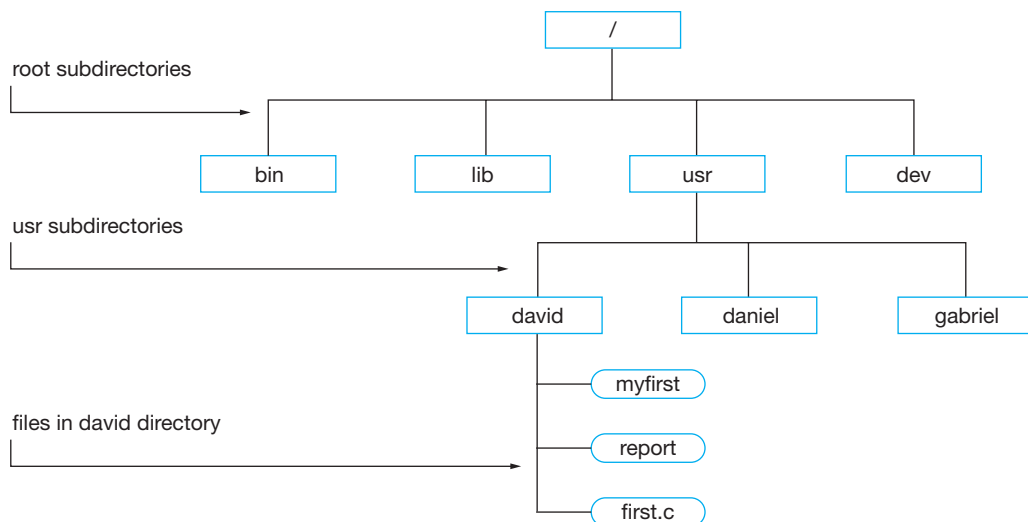 /
root subdirectories
bin
lib
usr
dev
usr subdirectories
david
daniel
gabriel
myfirst
files in david directory
report
first.c